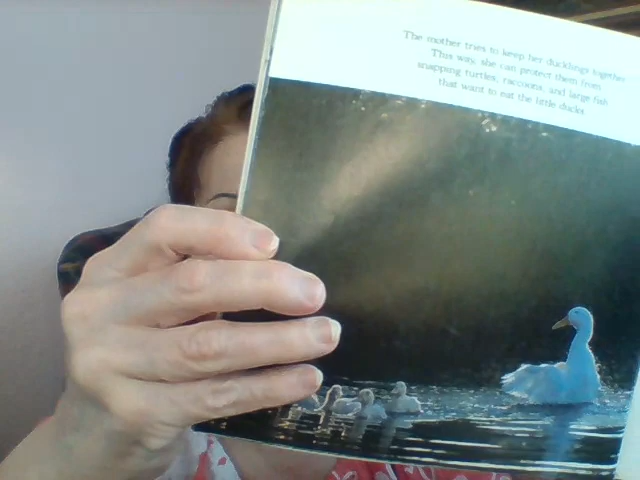 The mother tries to keep her ducklings together.
This way, she can protect them from
snapping turtles, raccoons, and large fish
that want to eat the little ducks.